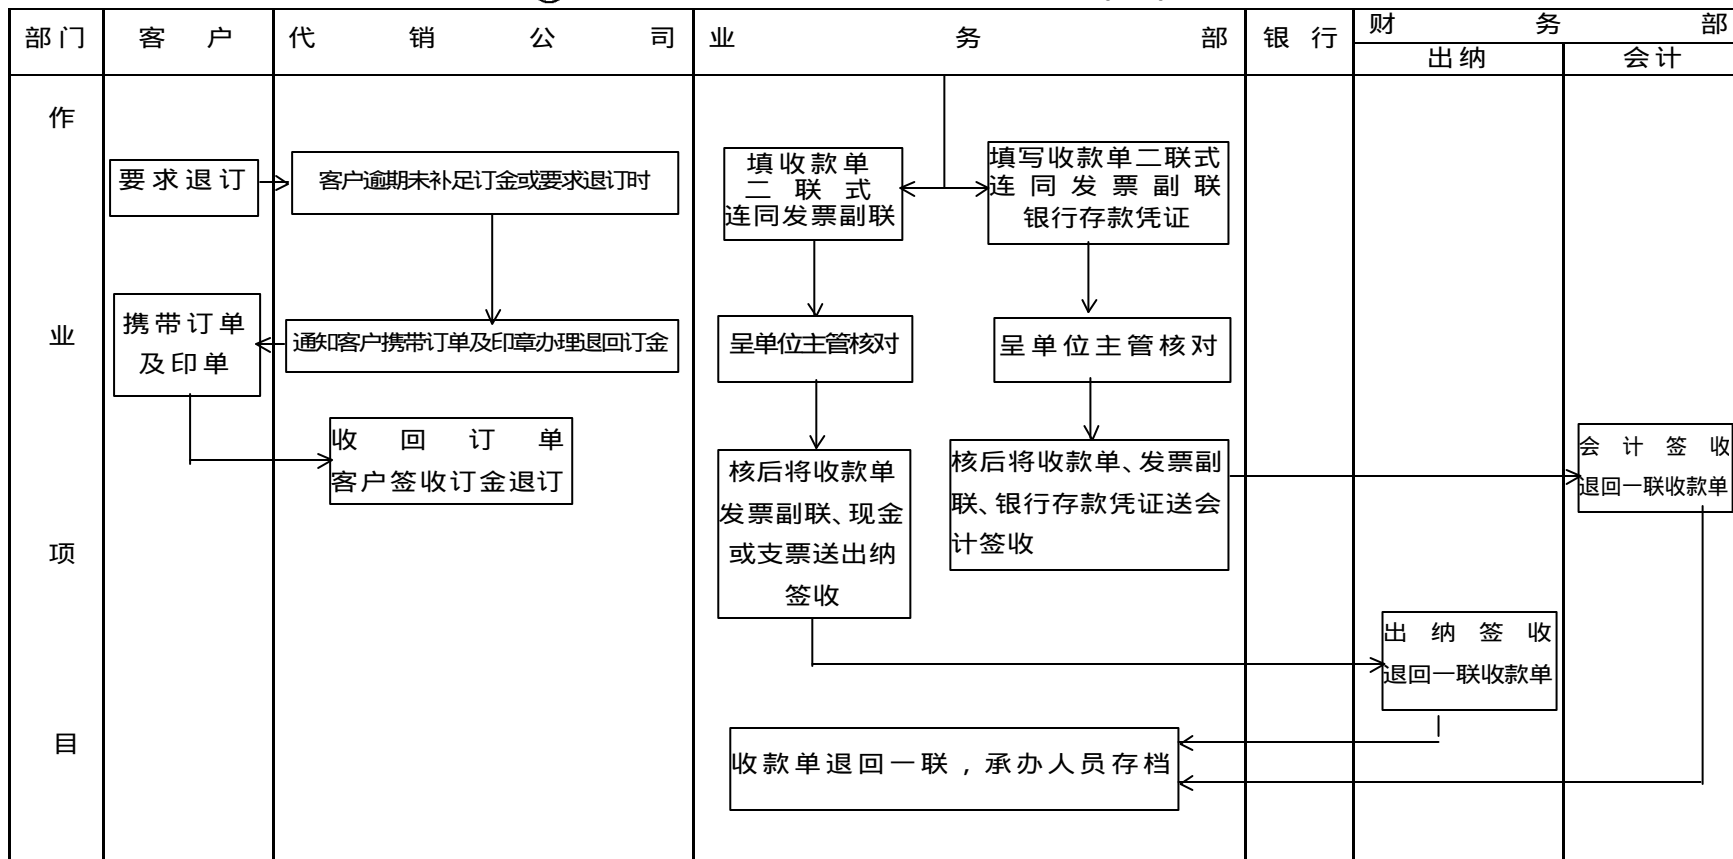 部门
客 户
代 销 公 司
业 务 部
银 行
财 务 部
出纳
会计
作
业
项
目
要求退订
客户逾期未补足订金或要求退订时
填收款单
二 联 式
连同发票副联
填写收款单二联式
连同发票副联
银行存款凭证
携带订单
及印单
通知客户携带订单及印章办理退回订金
呈单位主管核对
呈单位主管核对
收 回 订 单
客户签收订金退订
核后将收款单
发票副联、现金
或支票送出纳
签收
核后将收款单、发票副
联、银行存款凭证送会
计签收
会 计 签 收
退回一联收款单
出 纳 签 收
退回一联收款单
收款单退回一联，承办人员存档